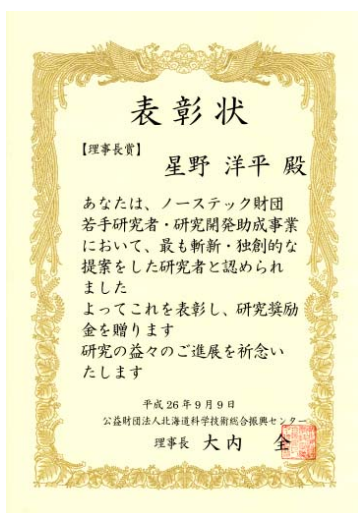 表彰状
【理事長賞】
星野 洋平 殿
あなたは、ノーステック財団
若手研究者・研究開発助成事業
において、最も斬新・独創的な
提案をした研究者と認められ
ました
よってこれを表彰し、研究奨励
金を贈ります
研究の益々のご進展を祈念い
たします
平成26年9月9日
公益財団法人北海道科学技術総合振興センター
理事長 大内 全